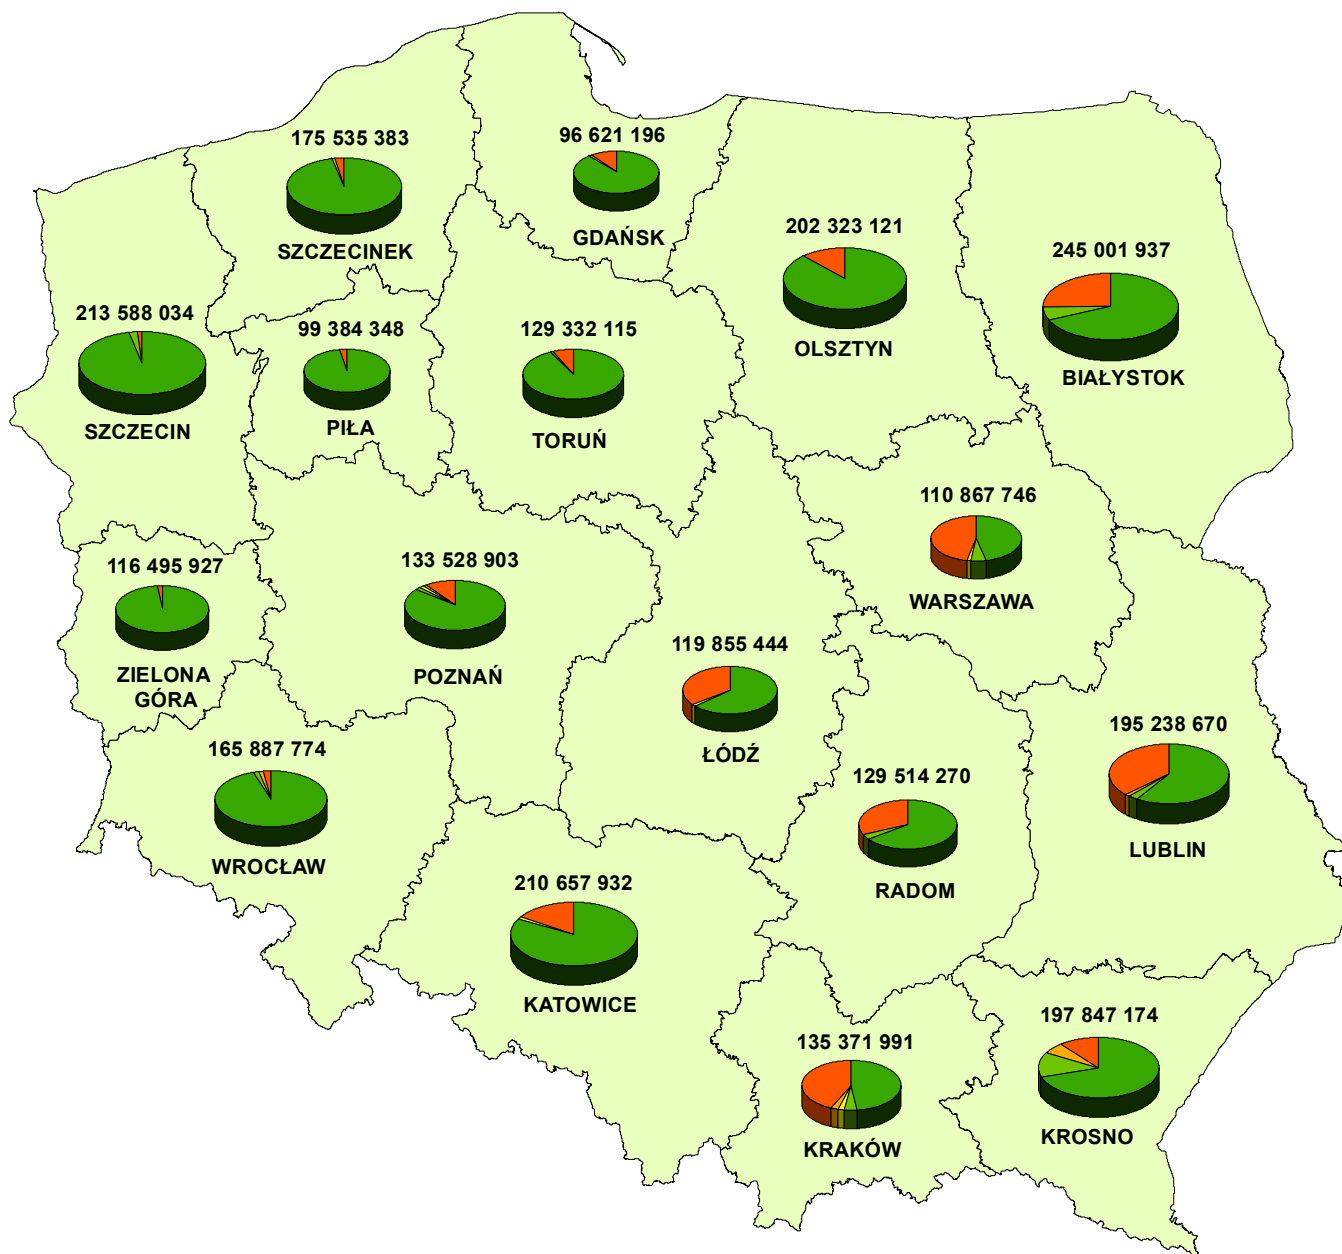 175 535 383
SZCZECINEK
96 621 196
GDAŃSK
202 323 121
OLSZTYN
245 001 937
BIAŁYSTOK
213 588 034
SZCZECIN
99 384 348
PIŁA
129 332 115
TORUŃ
110 867 746
WARSZAWA
116 495 927
ZIELONA
GÓRA
133 528 903
POZNAŃ
119 855 444
ŁÓDŹ
195 238 670
LUBLIN
165 887 774
WROCŁAW
129 514 270
RADOM
210 657 932
KATOWICE
135 371 991
KRAKÓW
197 847 174
KROSNO